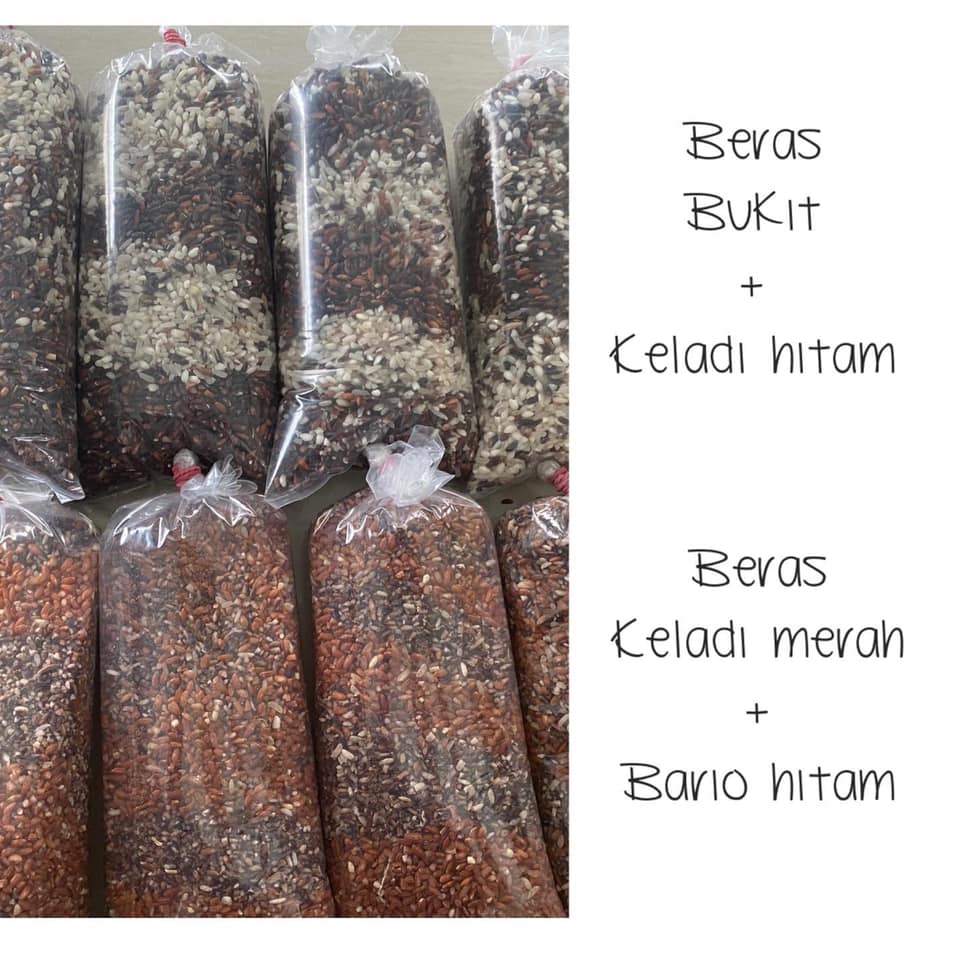 Beras
Bukit
+
Keladi hitam
Beras
Keladi merah
+
Bario hitam